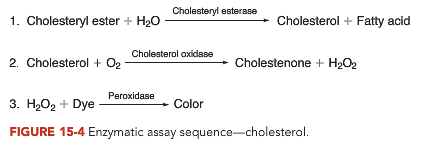 Cholesteryl esterase
1. Cholesteryl ester + H₂O → Cholesterol + Fatty acid
Cholesterol oxidase
2. Cholesterol + O₂ → Cholestenone + H₂O₂
Peroxidase
3. H₂O₂ + Dye → Color
FIGURE 15-4 Enzymatic assay sequence—cholesterol.